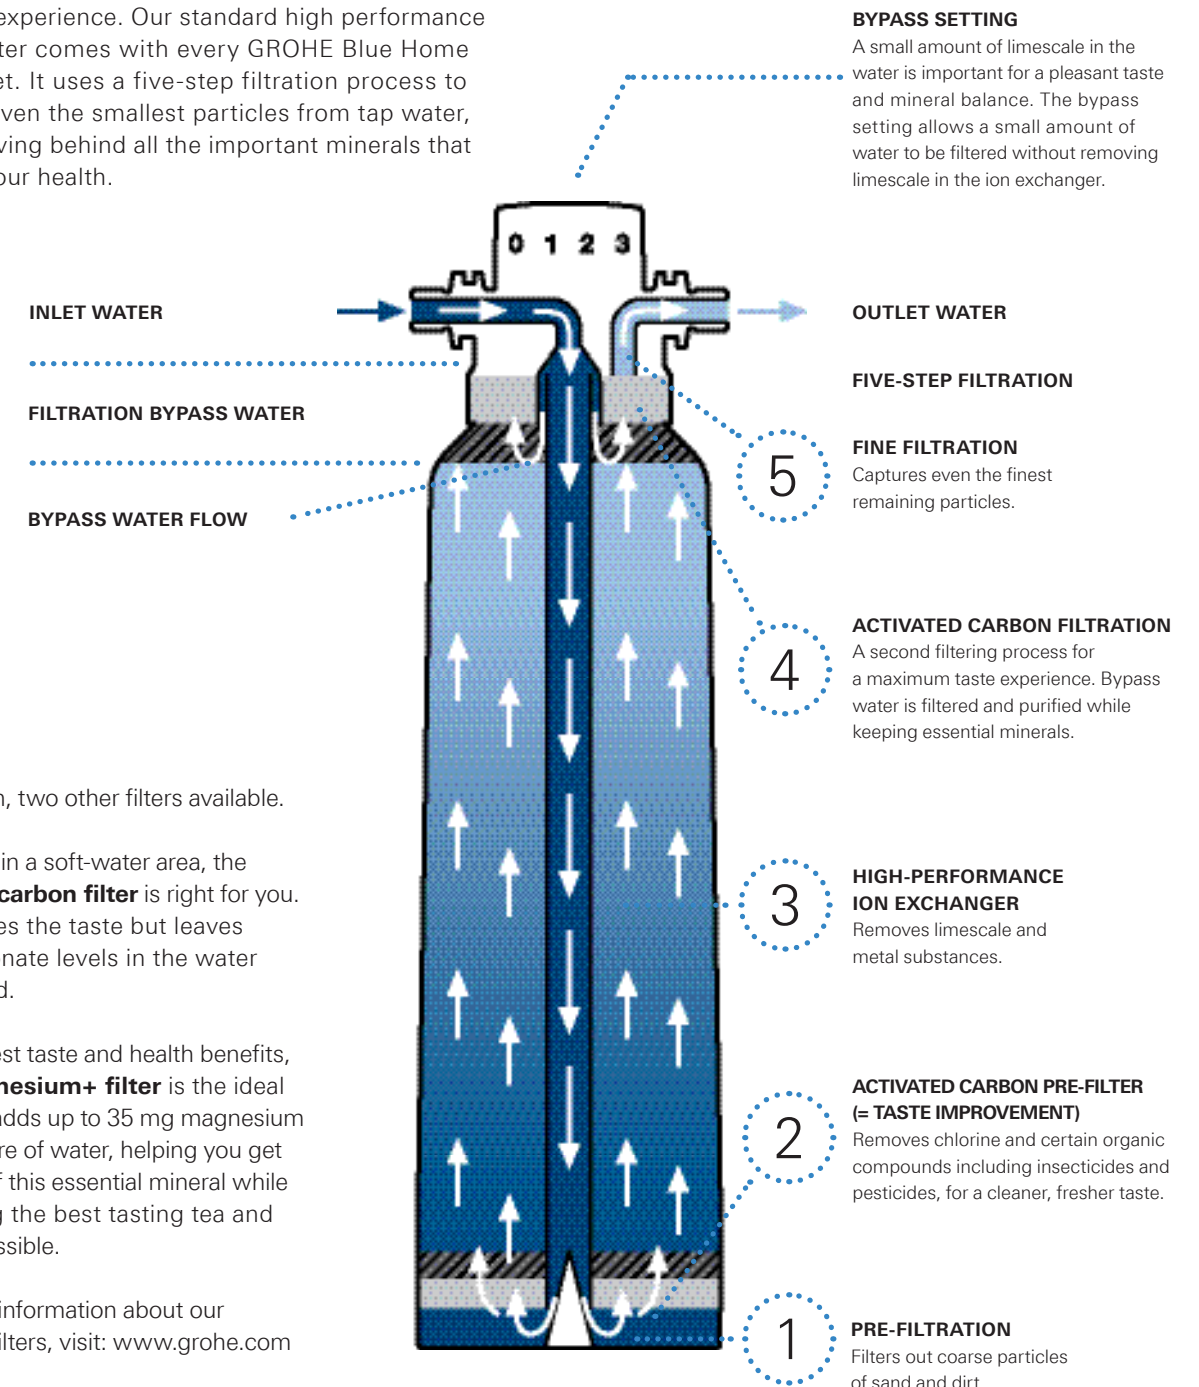 experience. Our standard high performance
ter comes with every GROHE Blue Home
et. It uses a five-step filtration process to
ven the smallest particles from tap water,
ving behind all the important minerals that
our health.
BYPASS SETTING
A small amount of limescale in the
water is important for a pleasant taste
and mineral balance. The bypass
setting allows a small amount of
water to be filtered without removing
limescale in the ion exchanger.
0 1 2 3
INLET WATER
OUTLET WATER
FIVE-STEP FILTRATION
FILTRATION BYPASS WATER
BYPASS WATER FLOW
5
FINE FILTRATION
Captures even the finest
remaining particles.
4
ACTIVATED CARBON FILTRATION
A second filtering process for
a maximum taste experience. Bypass
water is filtered and purified while
keeping essential minerals.
n, two other filters available.
in a soft-water area, the
carbon filter is right for you.
es the taste but leaves
nate levels in the water
d.
3
HIGH-PERFORMANCE
ION EXCHANGER
Removes limescale and
metal substances.
est taste and health benefits,
nesium+ filter is the ideal
adds up to 35 mg magnesium
re of water, helping you get
f this essential mineral while
g the best tasting tea and
ssible.
2
ACTIVATED CARBON PRE-FILTER
(= TASTE IMPROVEMENT)
Removes chlorine and certain organic
compounds including insecticides and
pesticides, for a cleaner, fresher taste.
information about our
ilters, visit: www.grohe.com
1
PRE-FILTRATION
Filters out coarse particles
of sand and dirt